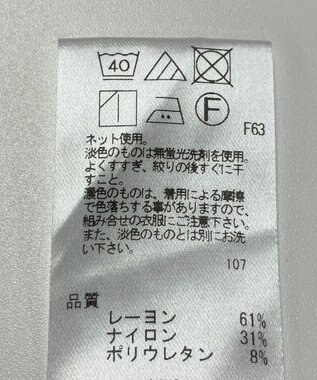 40
F
F63
ネット使用。
淡色のものは無蛍光洗剤を使用。
よくすすぎ、絞りの後すぐに干
すこと。
濃色のものは、着用による摩擦
で色落ちする事がありますので、
組み合せの衣服にご注意下さい。
また、淡色のものとは別にお洗
い下さい。
107
品質
レーヨン 61%
ナイロン 31%
ポリウレタン 8%